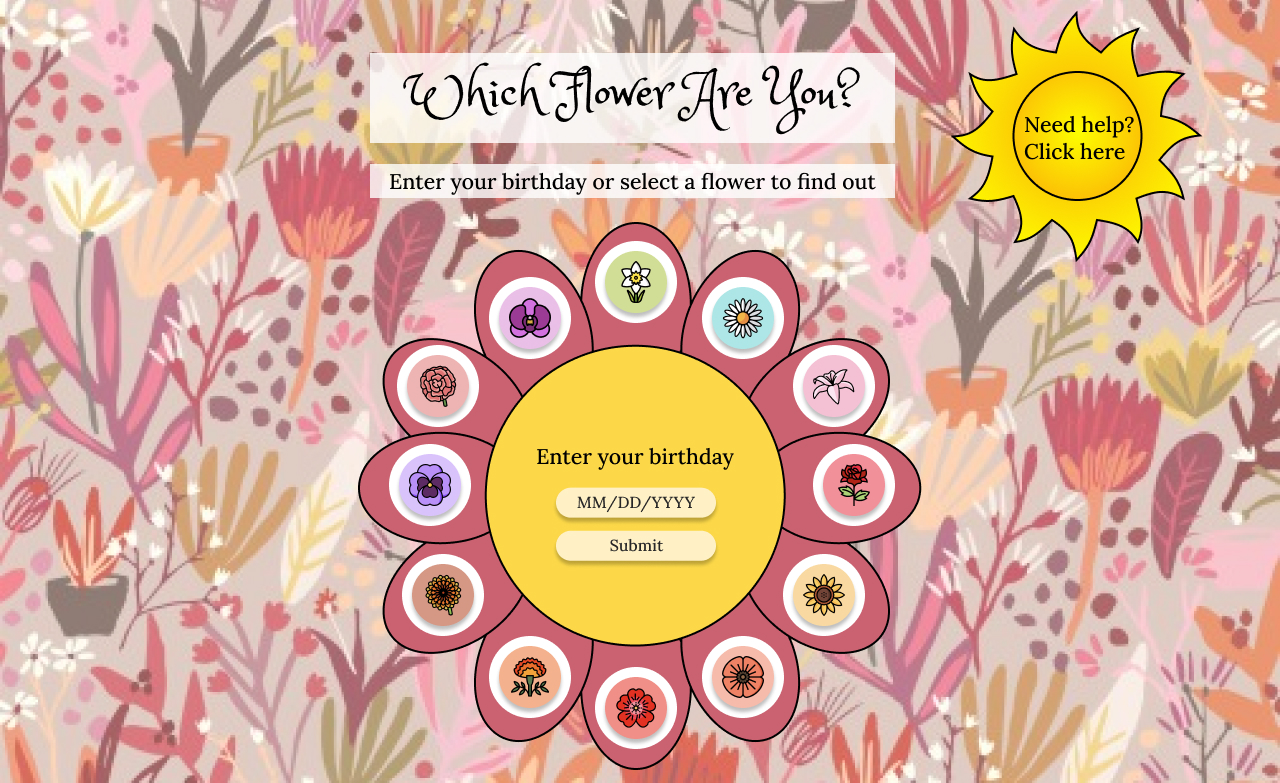 Which Flower Are You?
Need help?
Click here
Enter your birthday or select a flower to find out
Enter your birthday
MM/DD/YYYY
Submit